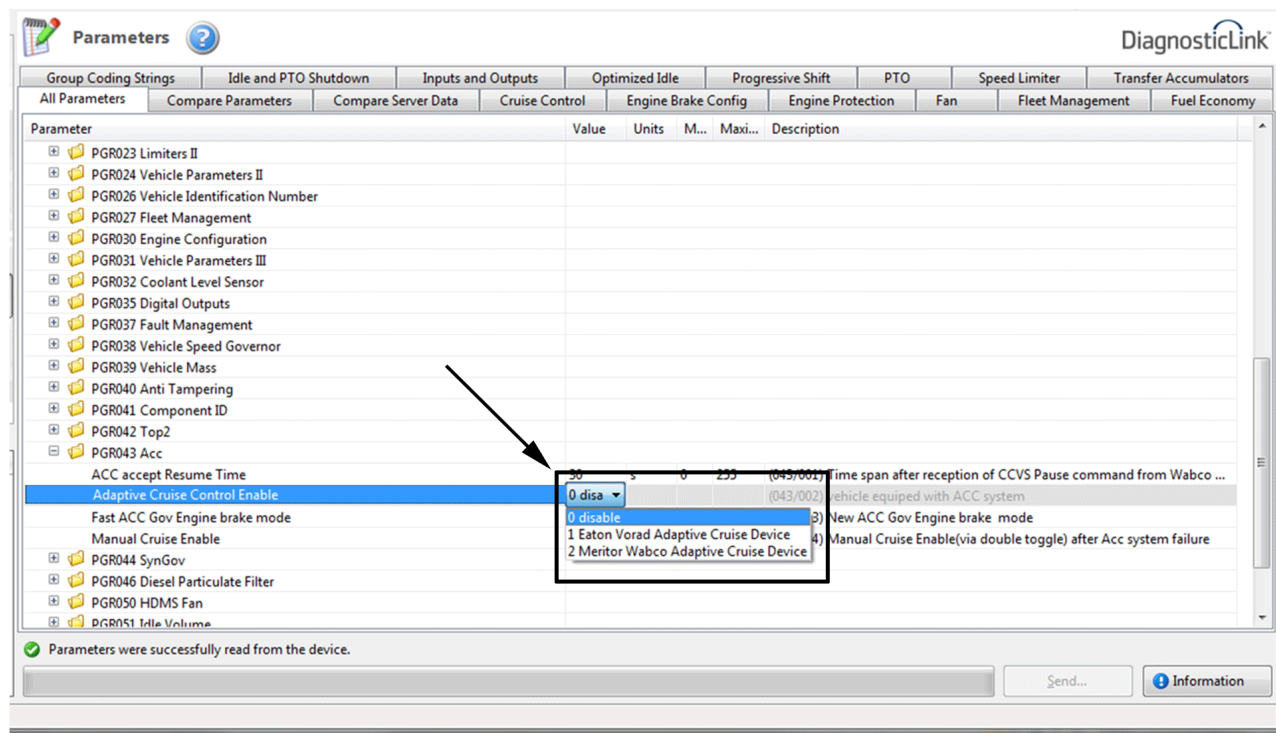 Parameters ? DiagnosticLink
Group Coding Strings Idle and PTO Shutdown Inputs and Outputs Optimized Idle Progressive Shift PTO Speed Limiter Transfer Accumulators
All Parameters Compare Parameters Compare Server Data Cruise Control Engine Brake Config Engine Protection Fan Fleet Management Fuel Economy
Parameter Value Units M... Maxi... Description
PGR023 Limiters II
PGR024 Vehicle Parameters II
PGR026 Vehicle Identification Number
PGR027 Fleet Management
PGR030 Engine Configuration
PGR031 Vehicle Parameters III
PGR032 Coolant Level Sensor
PGR035 Digital Outputs
PGR037 Fault Management
PGR038 Vehicle Speed Governor
PGR039 Vehicle Mass
PGR040 Anti Tampering
PGR041 Component ID
PGR042 Top2
PGR043 Acc
ACC accept Resume Time s 0 255 (043/001) Time span after reception of CCVS Pause command from Wabco ...
Adaptive Cruise Control Enable 0 disa (043/002) vehicle equiped with ACC system
Fast ACC Gov Engine brake mode 0 disable 3) New ACC Gov Engine brake mode
1 Eaton Vorad Adaptive Cruise Device
Manual Cruise Enable 4) Manual Cruise Enable(via double toggle) after Acc system failure
2 Meritor Wabco Adaptive Cruise Device
PGR044 SynGov
PGR046 Diesel Particulate Filter
PGR050 HDMS Fan
PGR051 Idle Volume
Parameters were successfully read from the device.
Send... Information